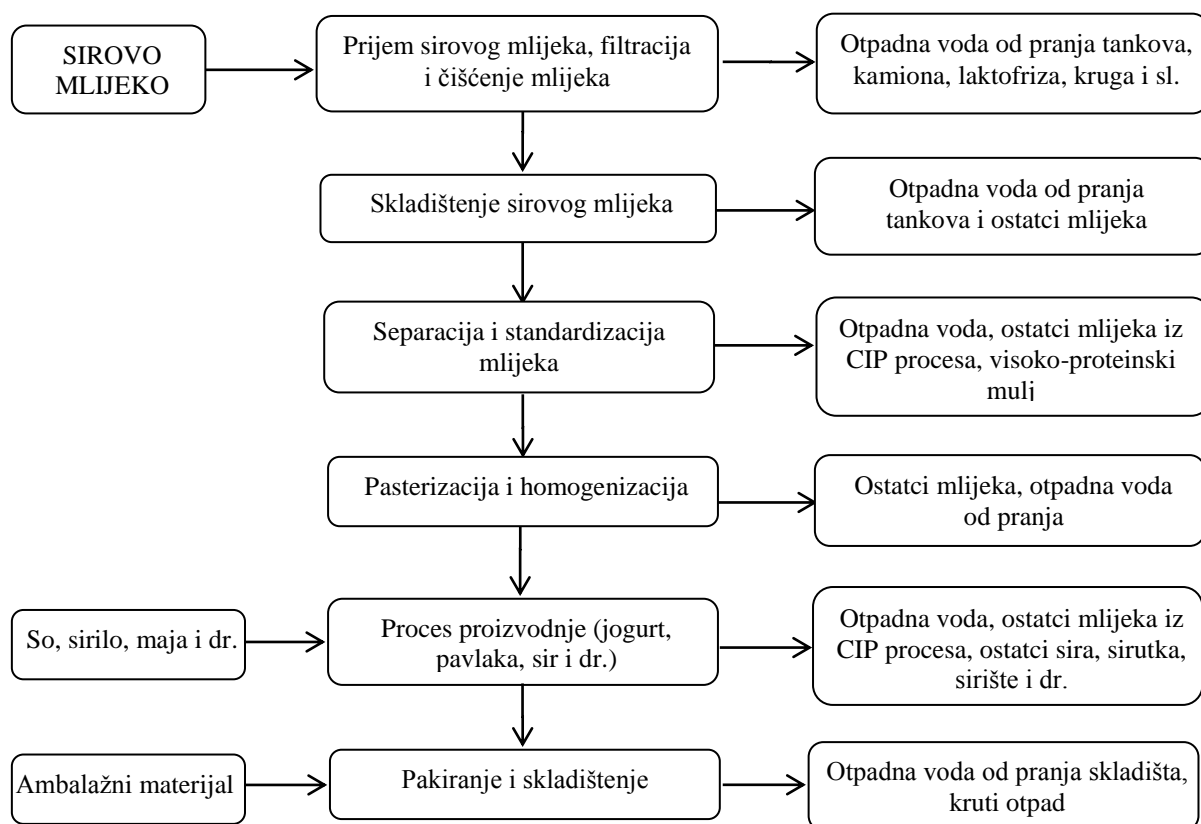 SIROVO
MLIJEKO
Prijem sirovog mlijeka, filtracija
i čišćenje mlijeka
Otpadna voda od pranja tankova,
kamiona, laktofriza, kruga i sl.
Skladištenje sirovog mlijeka
Otpadna voda od pranja
tankova i ostatci mlijeka
Separacija i standardizacija
mlijeka
Otpadna voda, ostatci mlijeka iz
CIP procesa, visoko-proteinski
mulj
Pasterizacija i homogenizacija
Ostatci mlijeka, otpadna voda
od pranja
So, sirilo, maja i dr.
Proces proizvodnje (jogurt,
pavlaka, sir i dr.)
Otpadna voda, ostatci mlijeka iz
CIP procesa, ostatci sira, sirutka,
sirište i dr.
Ambalažni materijal
Pakiranje i skladištenje
Otpadna voda od pranja skladišta,
kruti otpad